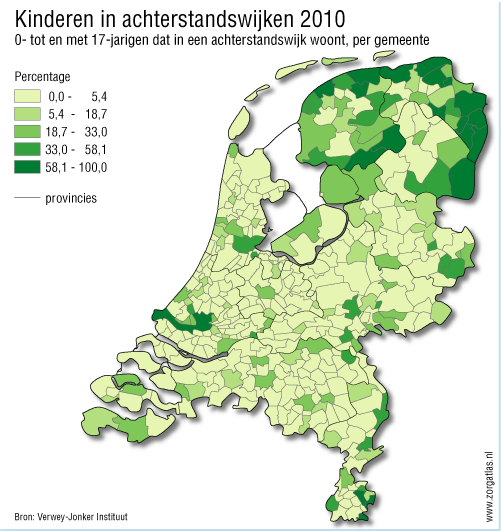 Kinderen in achterstandswijken 2010
0- tot en met 17-jarigen dat in een achterstandswijk woont, per gemeente
Percentage
0,0 - 5,4
5,4 - 18,7
18,7 - 33,0
33,0 - 58,1
58,1 - 100,0
provincies
Bron: Verwey-Jonker Instituut
www.zorgatlas.nl